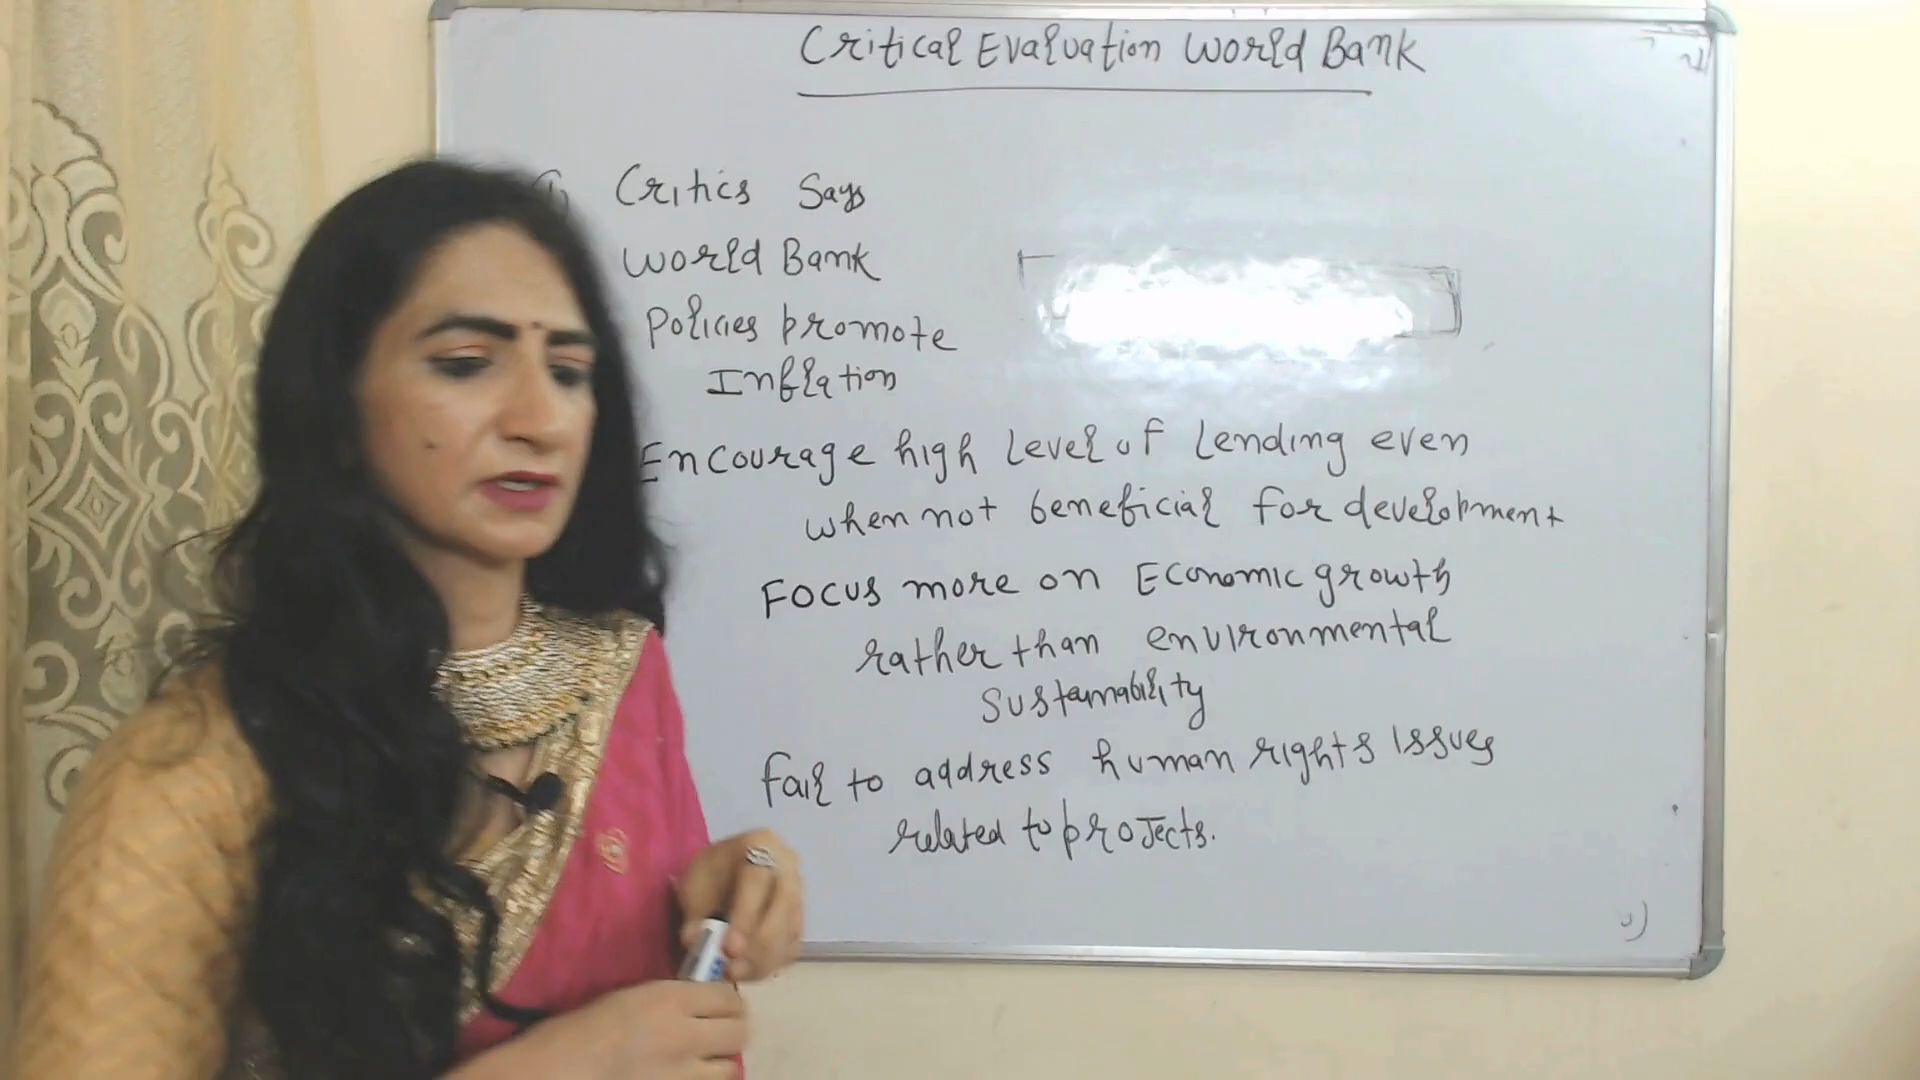 Critical Evaluation World Bank
Critics Says
World Bank
Policies promote
Inflation
Encourage high level of lending even
when not beneficial for development
Focus more on Economic growth
rather than environmental
Sustainability
fail to address human rights issues
related to projects.